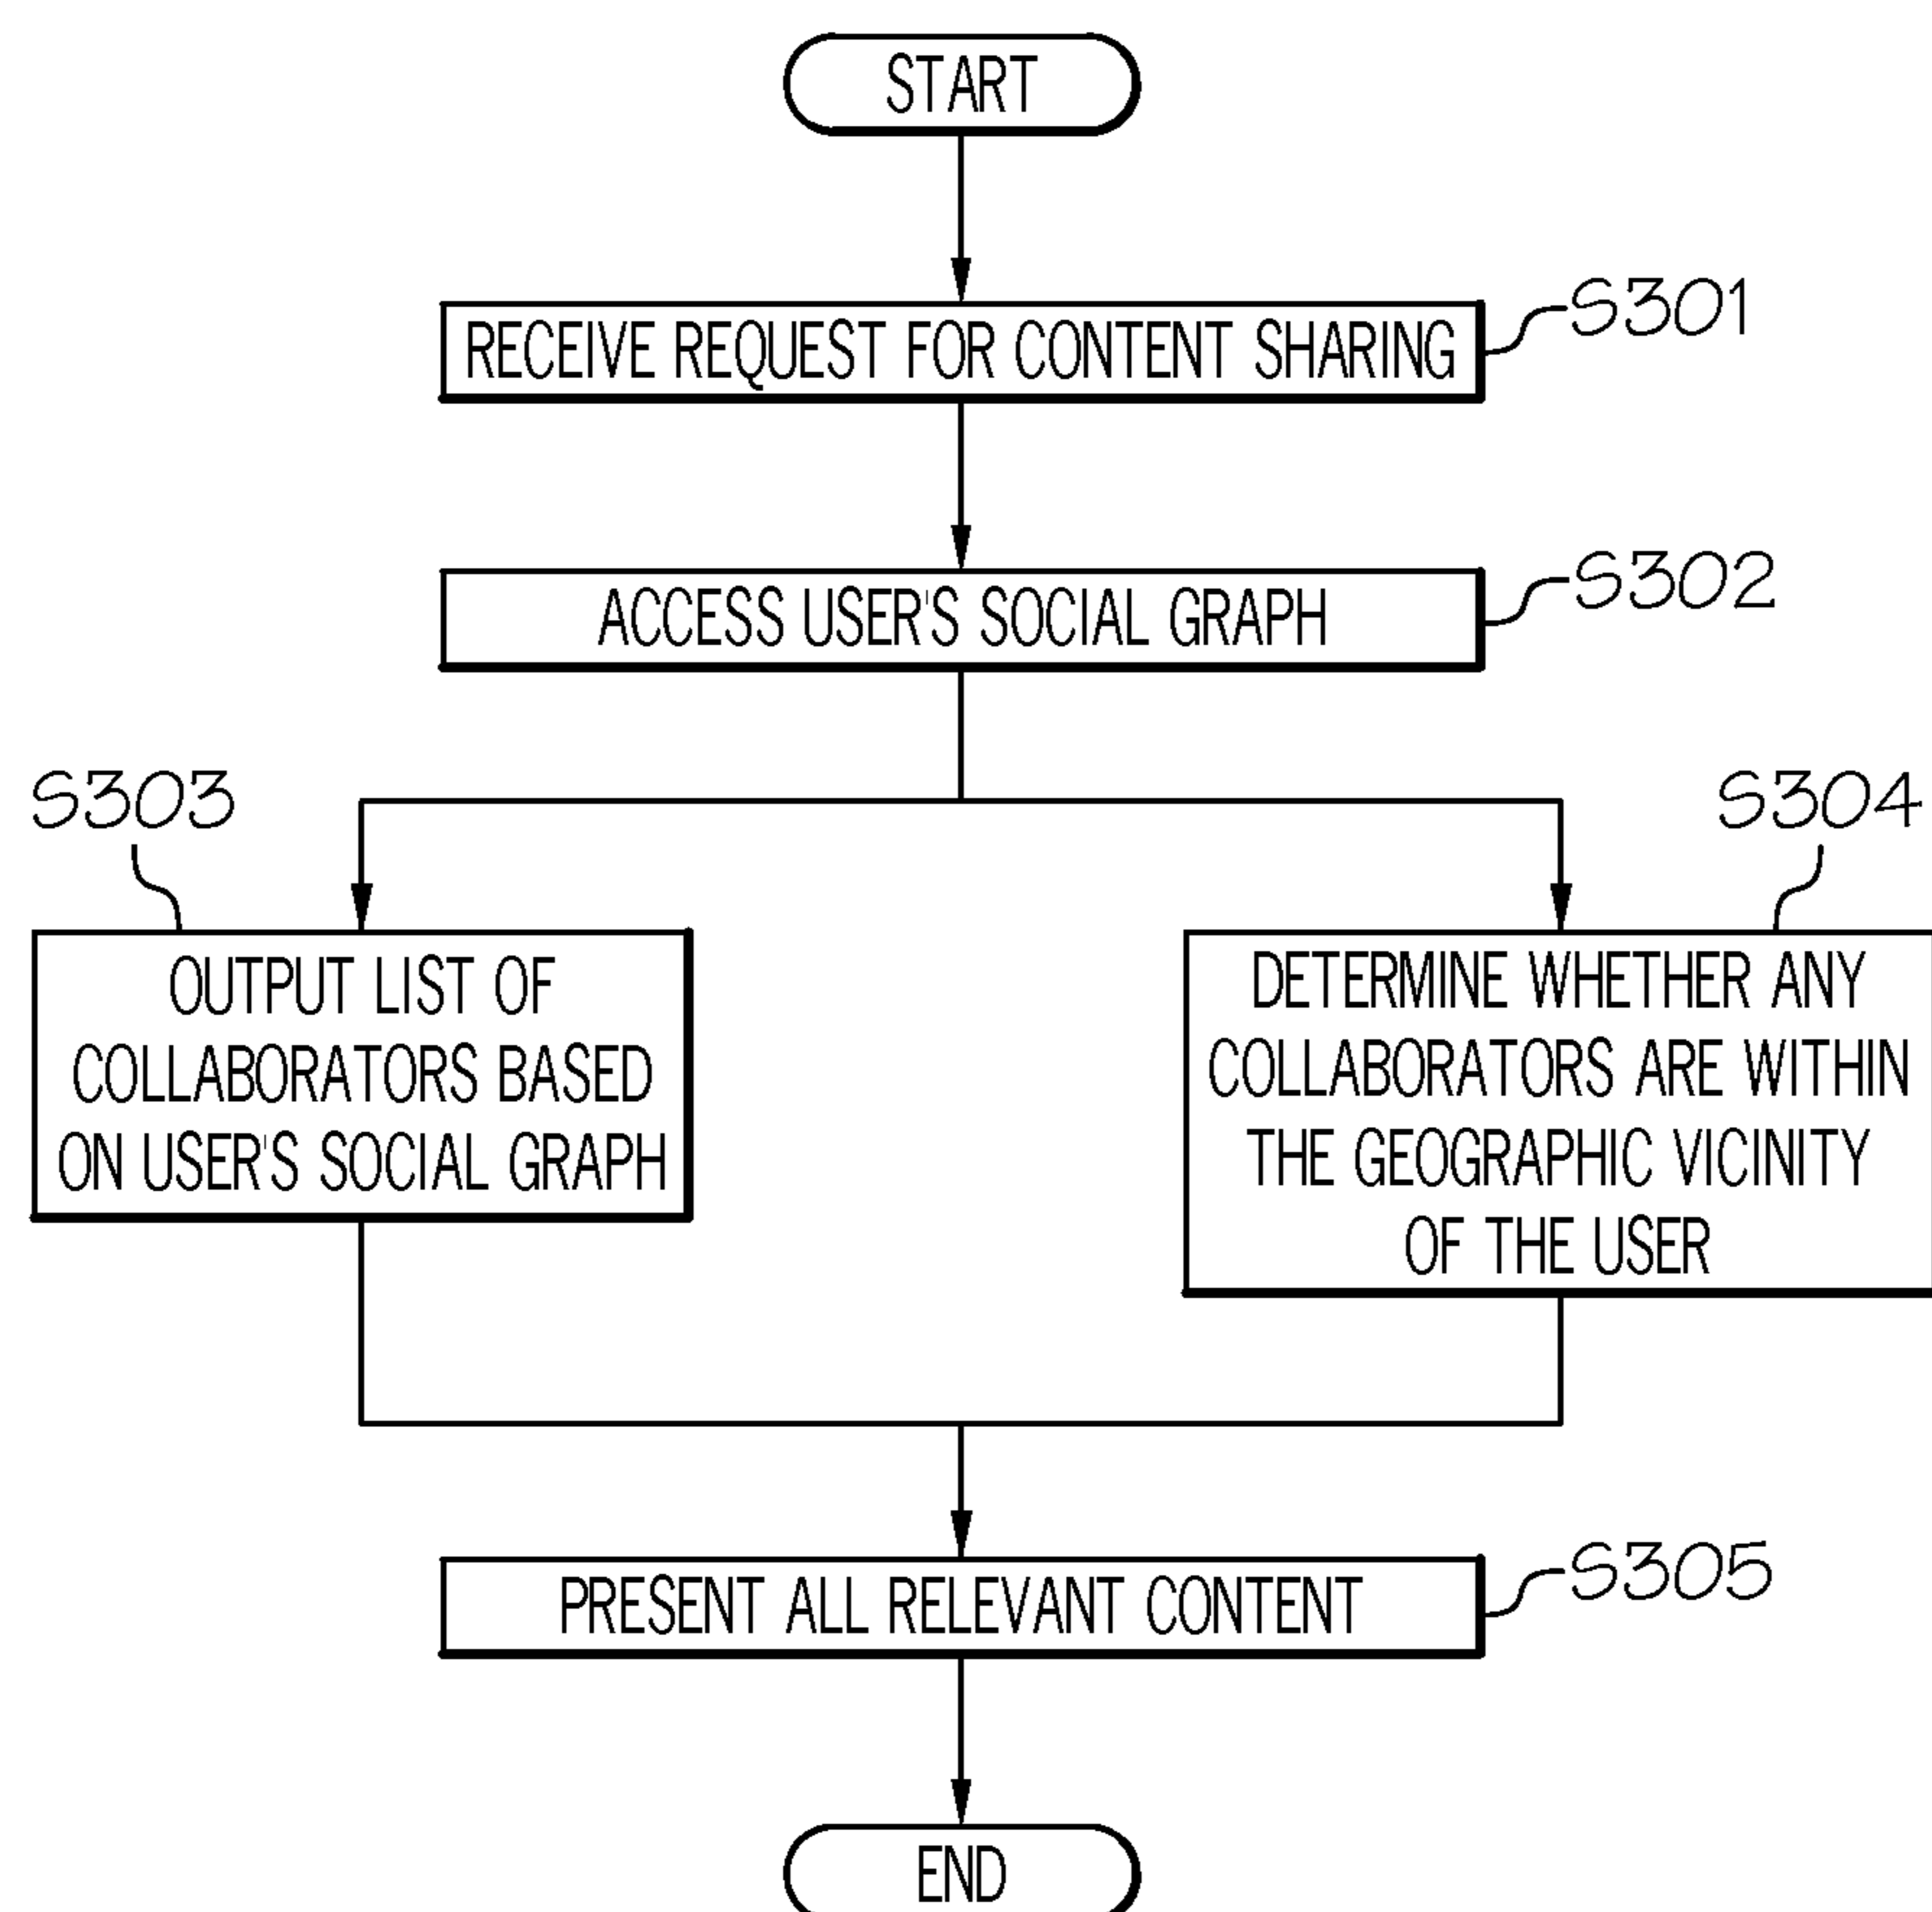 START
RECEIVE REQUEST FOR CONTENT SHARING
S301
ACCESS USER'S SOCIAL GRAPH
S302
S303
S304
OUTPUT LIST OF
COLLABORATORS BASED
ON USER'S SOCIAL GRAPH
DETERMINE WHETHER ANY
COLLABORATORS ARE WITHIN
THE GEOGRAPHIC VICINITY
OF THE USER
PRESENT ALL RELEVANT CONTENT
S305
END